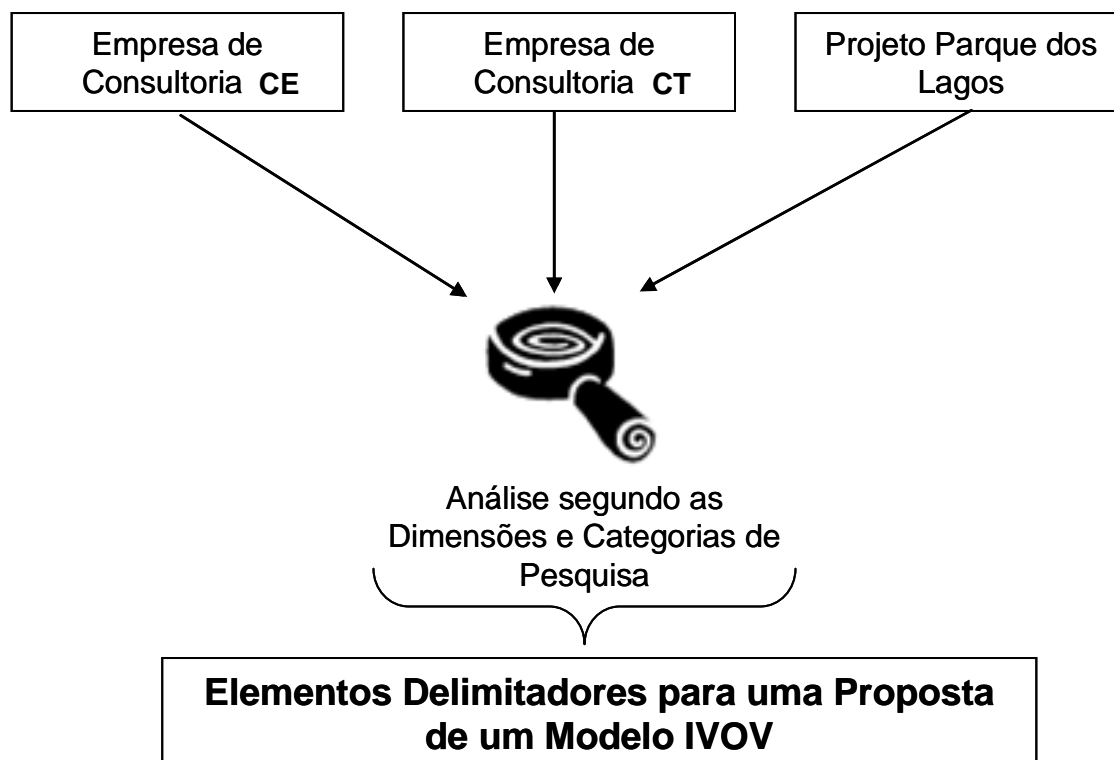 Empresa de
Consultoria CE
Empresa de
Consultoria CT
Projeto Parque dos
Lagos
Análise segundo as
Dimensões e Categorias de
Pesquisa
Elementos Delimitadores para uma Proposta
de um Modelo IVOV